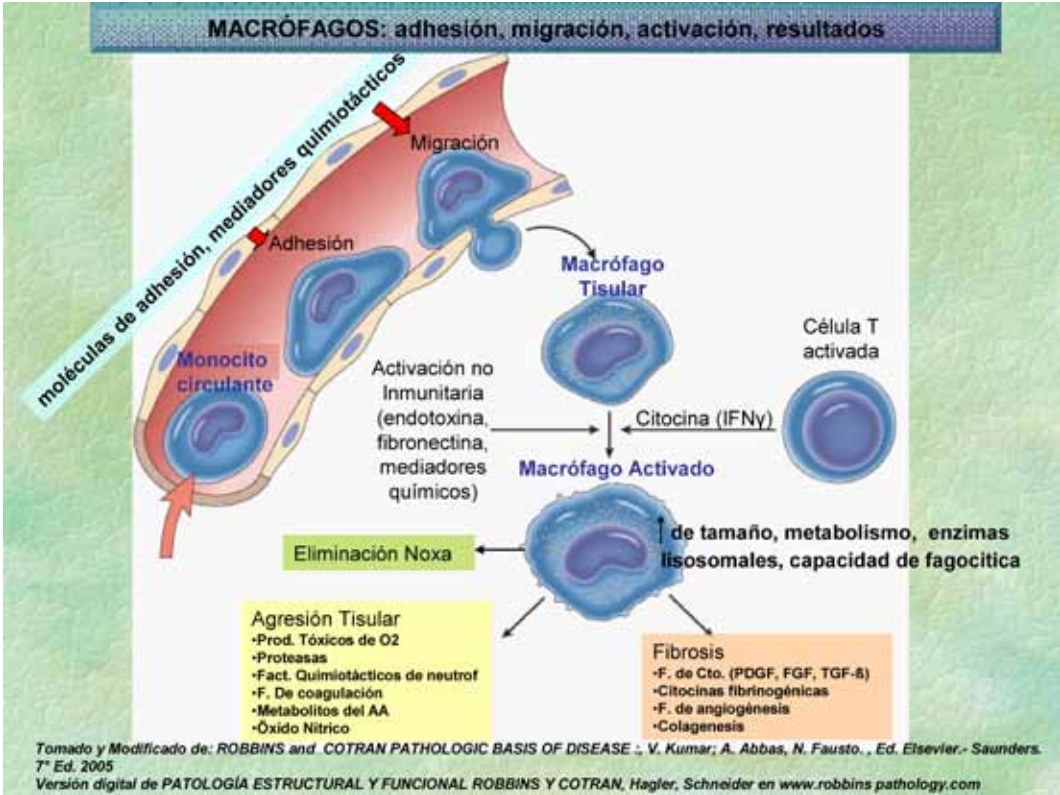 MACRÓFAGOS: adhesión, migración, activación, resultados
moléculas de adhesión, mediadores quimiotácticos
Migración
Adhesión
Monocito
circulante
Macrófago
Tisular
Célula T
activada
Activación no
Inmunitaria
(endotoxina,
fibronectina,
mediadores
químicos)
Citocina (IFNγ)
Macrófago Activado
↑ de tamaño, metabolismo, enzimas
lisosomales, capacidad de fagocitica
Eliminación Noxa
Agresión Tisular
•Prod. Tóxicos de O2
•Proteasas
•Fact. Quimiotácticos de neutrof
•F. De coagulación
•Metabolitos del AA
•Óxido Nítrico
Fibrosis
•F. de Cto. (PDGF, FGF, TGF-ß)
•Citocinas fibrinogénicas
•F. de angiogénesis
•Colagenesis
Tomado y Modificado de: ROBBINS and COTRAN PATHOLOGIC BASIS OF DISEASE :, V. Kumar; A. Abbas, N. Fausto. , Ed. Elsevier.- Saunders.
7° Ed. 2005
Versión digital de PATOLOGÍA ESTRUCTURAL Y FUNCIONAL ROBBINS Y COTRAN, Hagler, Schneider en www.robbins pathology.com